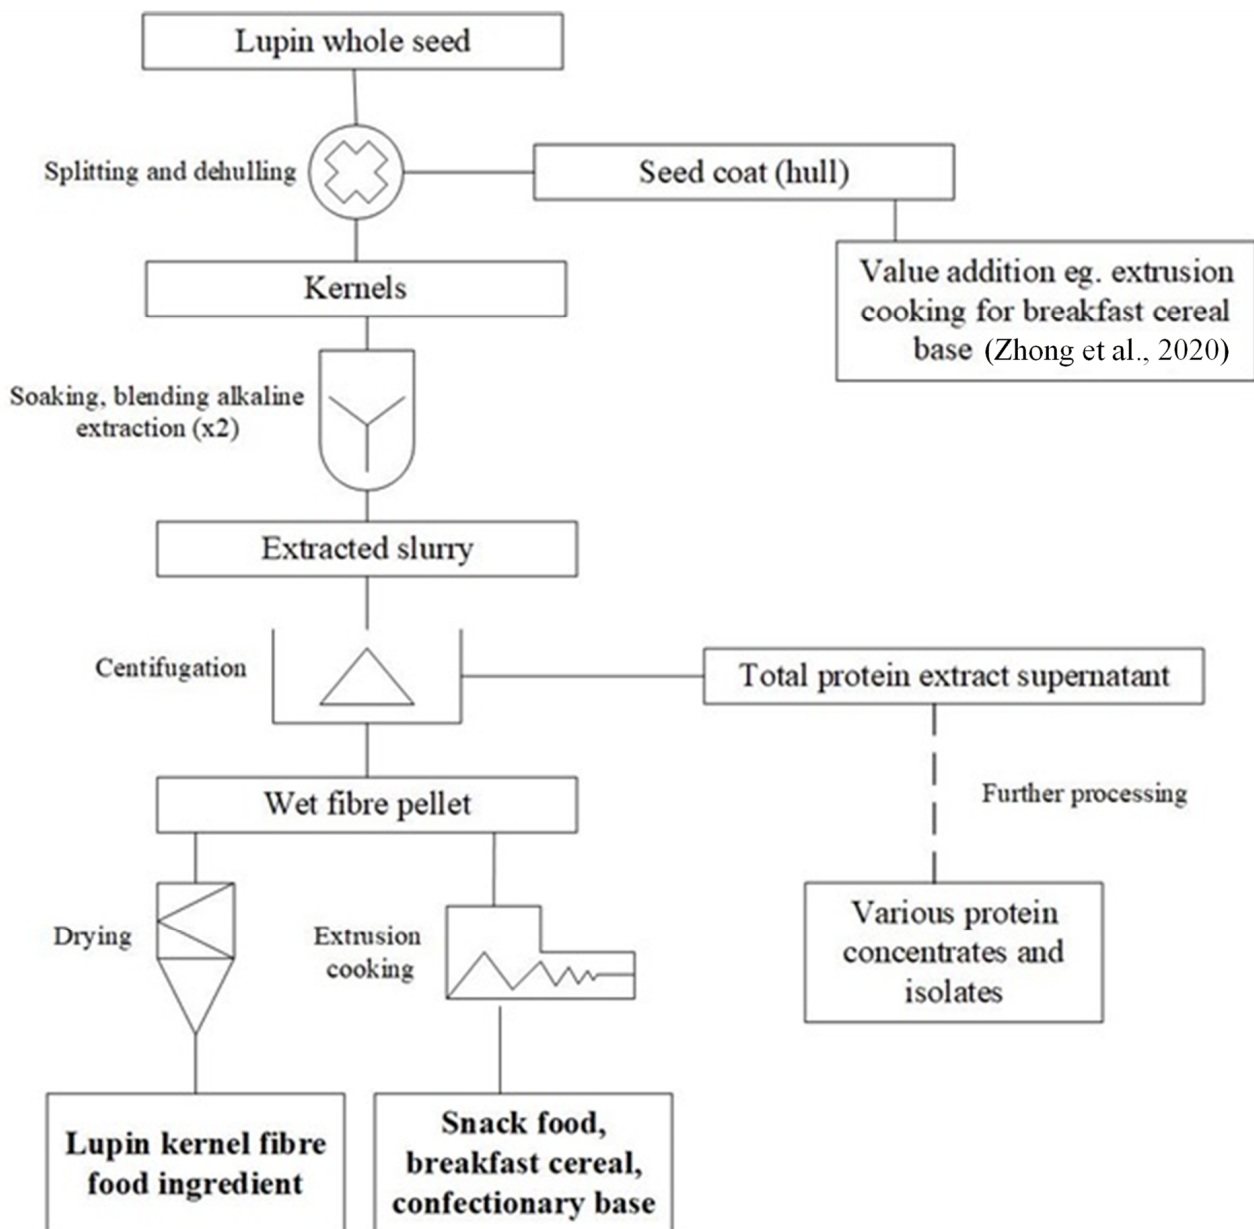 Lupin whole seed
Splitting and dehulling
Seed coat (hull)
Kernels
Value addition eg. extrusion
cooking for breakfast cereal
base (Zhong et al., 2020)
Soaking, blending alkaline
extraction (x2)
Extracted slurry
Centifugation
Total protein extract supernatant
Wet fibre pellet
Further processing
Drying
Extrusion
cooking
Various protein
concentrates and
isolates
Lupin kernel fibre
food ingredient
Snack food,
breakfast cereal,
confectionary base